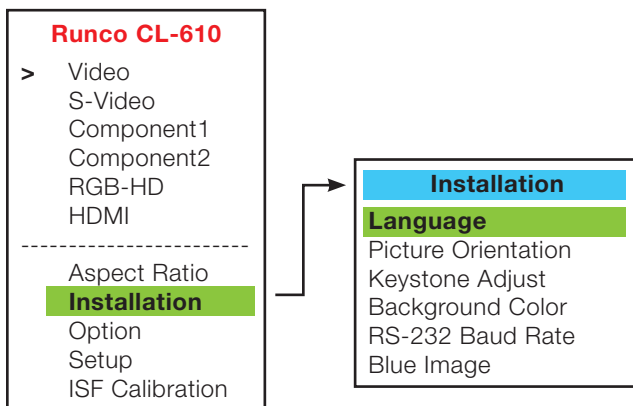 Runco CL-610
> Video
S-Video
Component1
Component2
RGB-HD
HDMI
------------------------
Aspect Ratio
Installation
Option
Setup
ISF Calibration
Installation
Language
Picture Orientation
Keystone Adjust
Background Color
RS-232 Baud Rate
Blue Image